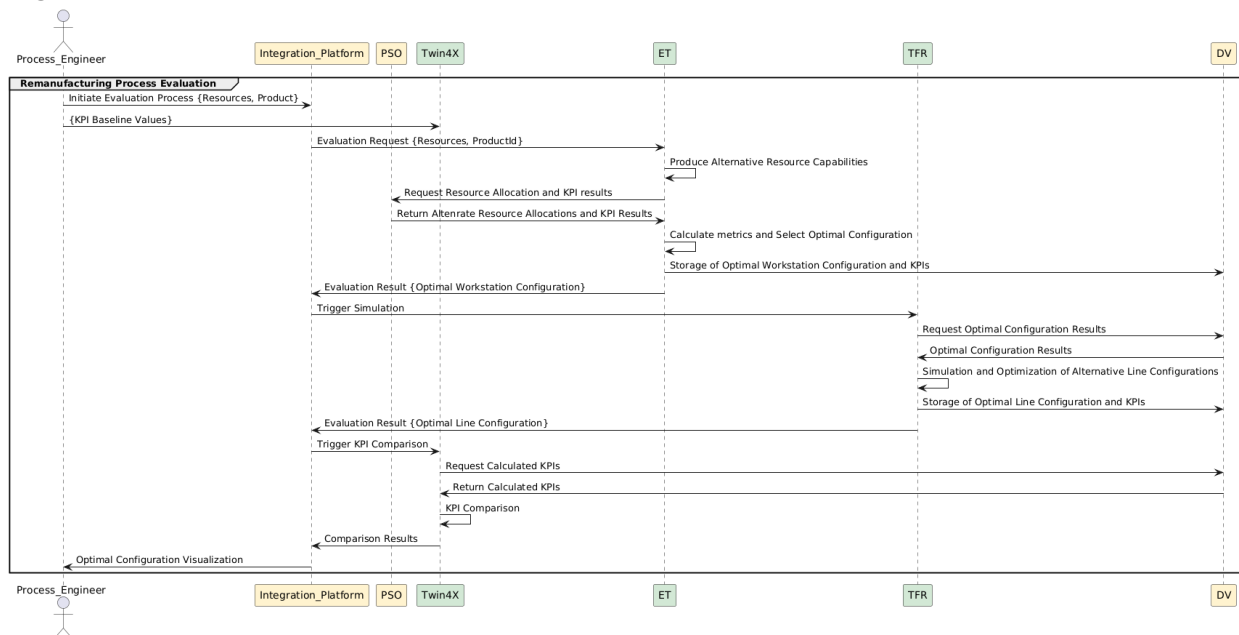 Process_Engineer
Integration_Platform
PSO
Twin4X
ET
TFR
DV
Remanufacturing Process Evaluation
Initiate Evaluation Process {Resources, Product}
{KPI Baseline Values}
Evaluation Request {Resources, ProductId}
Produce Alternative Resource Capabilities
Request Resource Allocation and KPI results
Return Altenrate Resource Allocations and KPI Results
Calculate metrics and Select Optimal Configuration
Storage of Optimal Workstation Configuration and KPIs
Evaluation Result {Optimal Workstation Configuration}
Trigger Simulation
Request Optimal Configuration Results
Optimal Configuration Results
Simulation and Optimization of Alternative Line Configurations
Storage of Optimal Line Configuration and KPIs
Evaluation Result {Optimal Line Configuration}
Trigger KPI Comparison
Request Calculated KPIs
Return Calculated KPIs
KPI Comparison
Comparison Results
Optimal Configuration Visualization
Process_Engineer
Integration_Platform
PSO
Twin4X
ET
TFR
DV